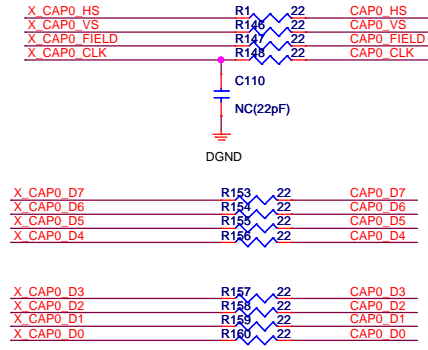 X_CAP0_HS R1 22 CAP0_HS
X_CAP0_VS R146 22 CAP0_VS
X_CAP0_FIELD R147 22 CAP0_FIELD
X_CAP0_CLK R148 22 CAP0_CLK
C110
NC(22pF)
DGND
X_CAP0_D7 R153 22 CAP0_D7
X_CAP0_D6 R154 22 CAP0_D6
X_CAP0_D5 R155 22 CAP0_D5
X_CAP0_D4 R156 22 CAP0_D4
X_CAP0_D3 R157 22 CAP0_D3
X_CAP0_D2 R158 22 CAP0_D2
X_CAP0_D1 R159 22 CAP0_D1
X_CAP0_D0 R160 22 CAP0_D0